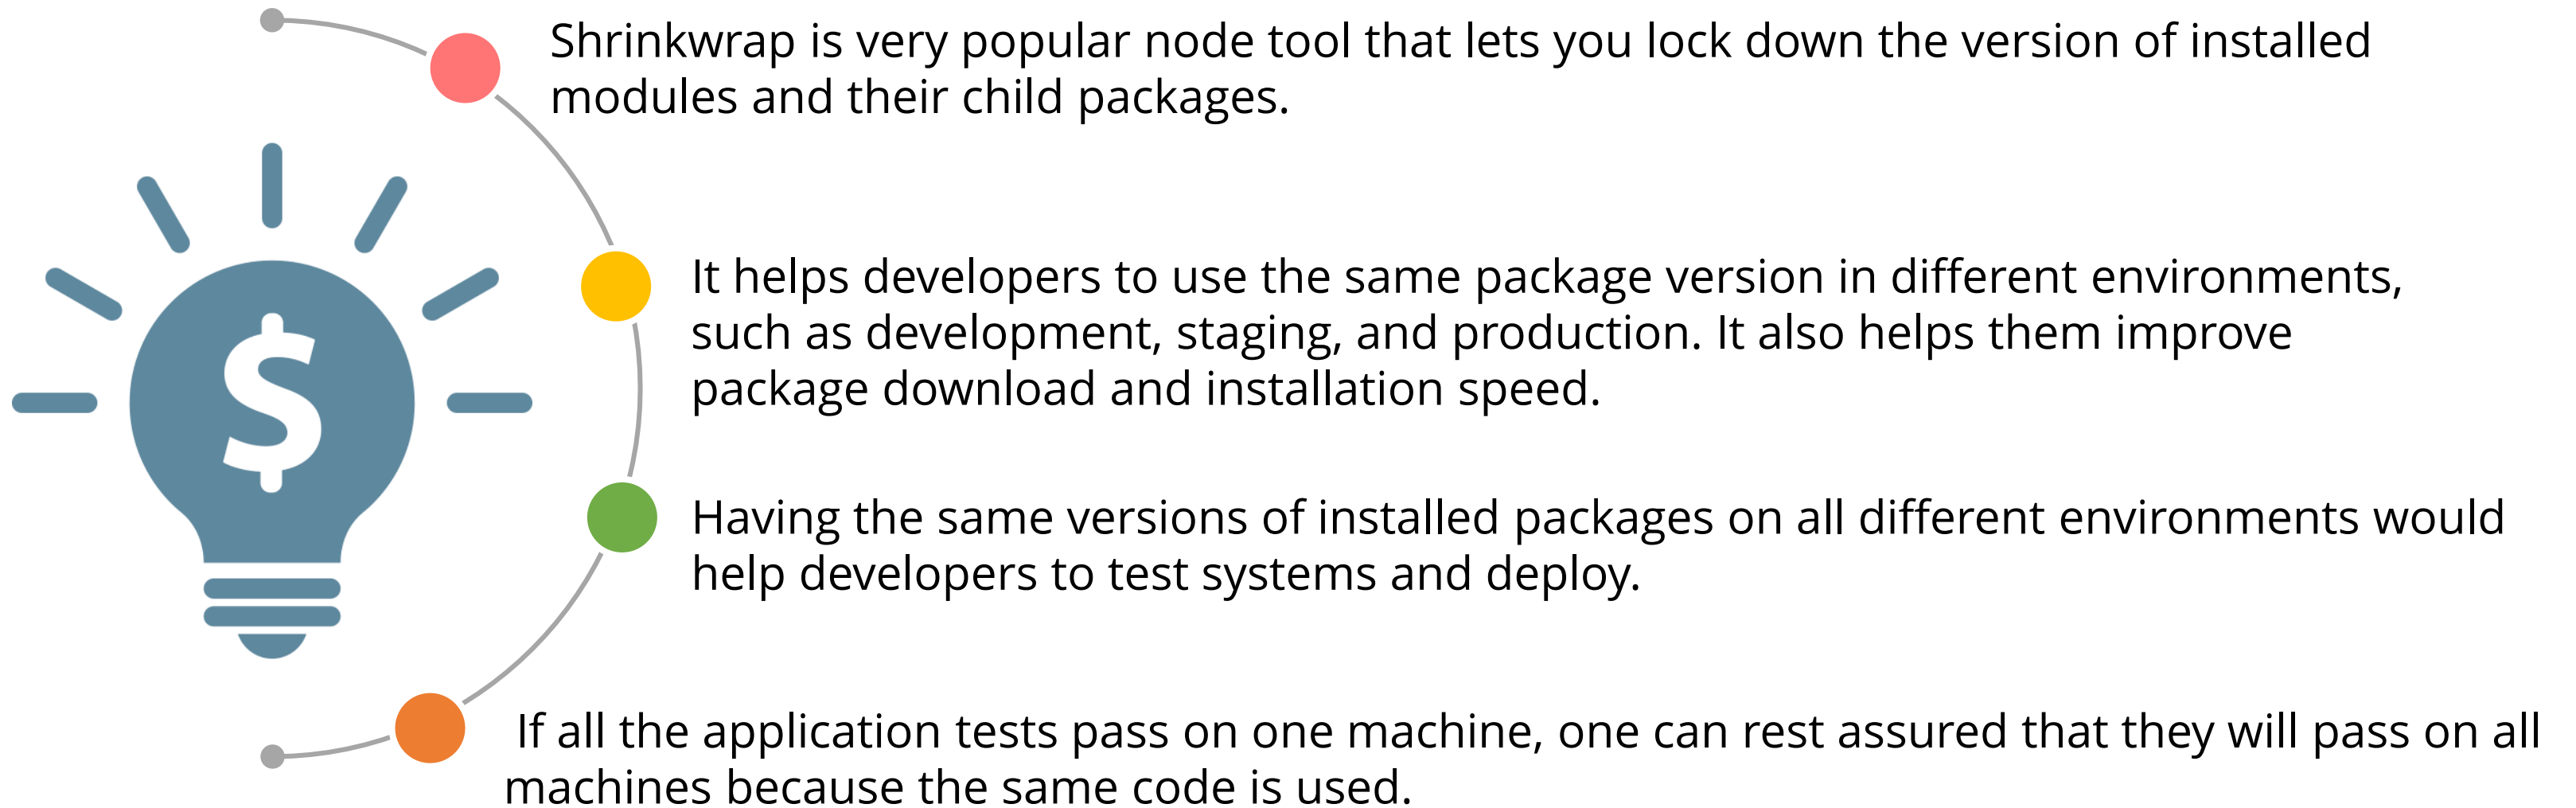 Shrinkwrap is very popular node tool that lets you lock down the version of installed
modules and their child packages.
It helps developers to use the same package version in different environments,
such as development, staging, and production. It also helps them improve
package download and installation speed.
$
Having the same versions of installed packages on all different environments would
help developers to test systems and deploy.
If all the application tests pass on one machine, one can rest assured that they will pass on all
machines because the same code is used.